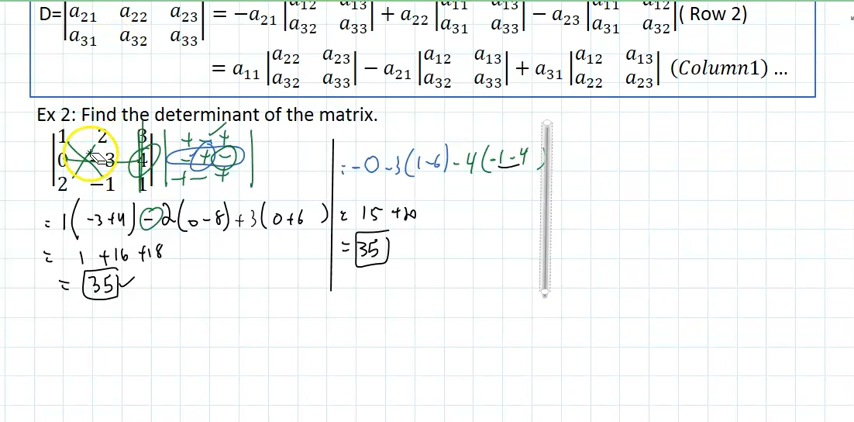 D=|a21 a22 a23| = −a21 |a12 a13| + a22 |a11 a13| − a23 |a11 a12| ( Row 2)
|a31 a32 a33| |a32 a33| |a31 a33| |a31 a32|
= a11 |a22 a23| − a21 |a12 a13| + a31 |a12 a13| (Column1) ...
|a32 a33| |a32 a33| |a22 a23|
Ex 2: Find the determinant of the matrix.
|1 2 3| |+ − +|
|0 −3 4| |− + −|
|2 −1 1| |+ − +|
= 1(-3+4) - 2(0-8) + 3(0+6)
= 1 +16 +18
= 35 ✓
= -0 -3(1-6) -4(-1-4)
= 15 +20
= 35